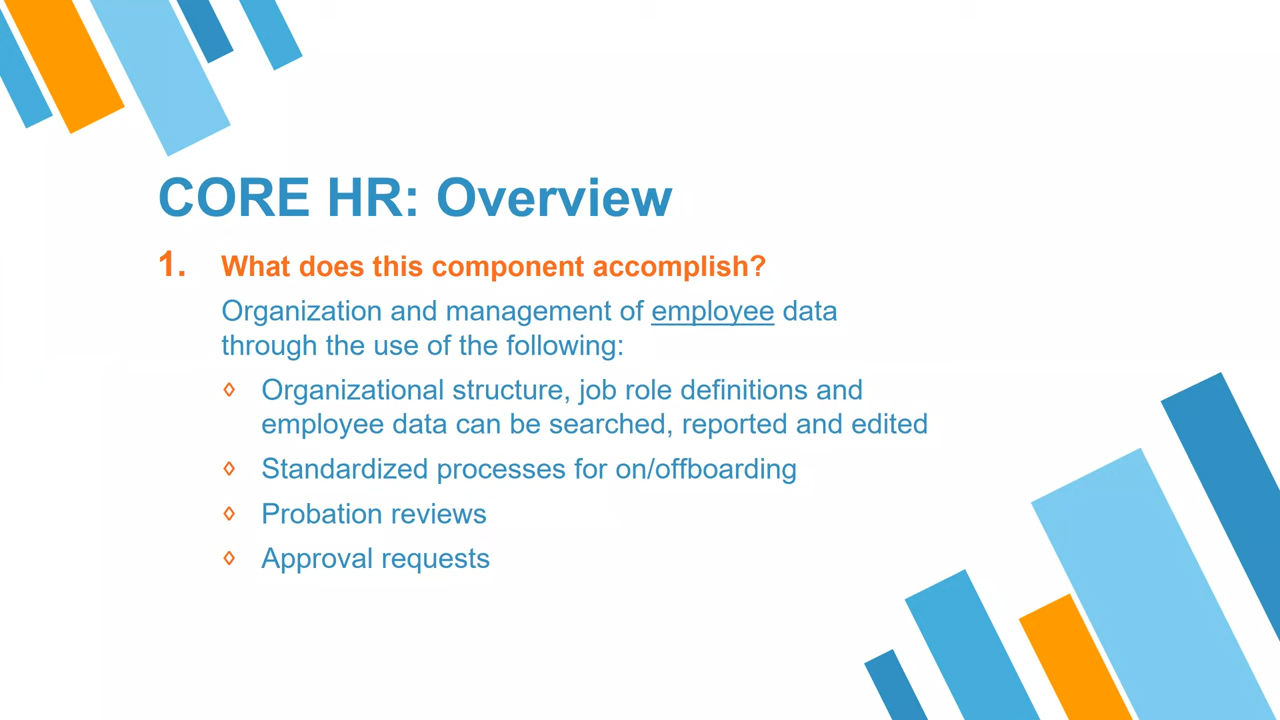 CORE HR: Overview
1. What does this component accomplish?
Organization and management of employee data
through the use of the following:
◊ Organizational structure, job role definitions and
employee data can be searched, reported and edited
◊ Standardized processes for on/offboarding
◊ Probation reviews
◊ Approval requests